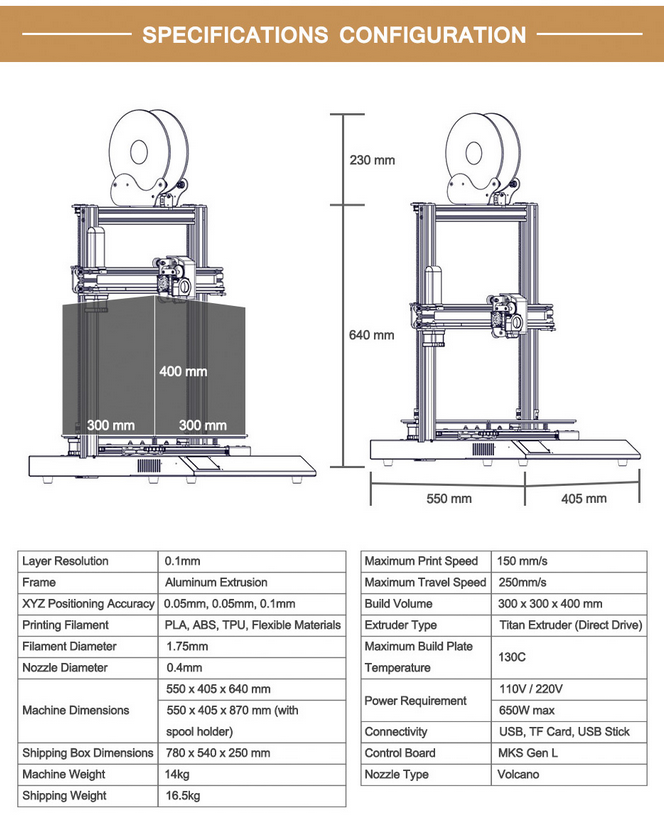 SPECIFICATIONS CONFIGURATION
230 mm
640 mm
400 mm
300 mm
300 mm
550 mm
405 mm
Layer Resolution 0.1mm
Frame Aluminum Extrusion
XYZ Positioning Accuracy 0.05mm, 0.05mm, 0.1mm
Printing Filament PLA, ABS, TPU, Flexible Materials
Filament Diameter 1.75mm
Nozzle Diameter 0.4mm
Machine Dimensions
550 x 405 x 640 mm
550 x 405 x 870 mm (with
spool holder)
Shipping Box Dimensions 780 x 540 x 250 mm
Machine Weight 14kg
Shipping Weight 16.5kg
Maximum Print Speed 150 mm/s
Maximum Travel Speed 250mm/s
Build Volume 300 x 300 x 400 mm
Extruder Type Titan Extruder (Direct Drive)
Maximum Build Plate
Temperature
130C
Power Requirement
110V / 220V
650W max
Connectivity USB, TF Card, USB Stick
Control Board MKS Gen L
Nozzle Type Volcano